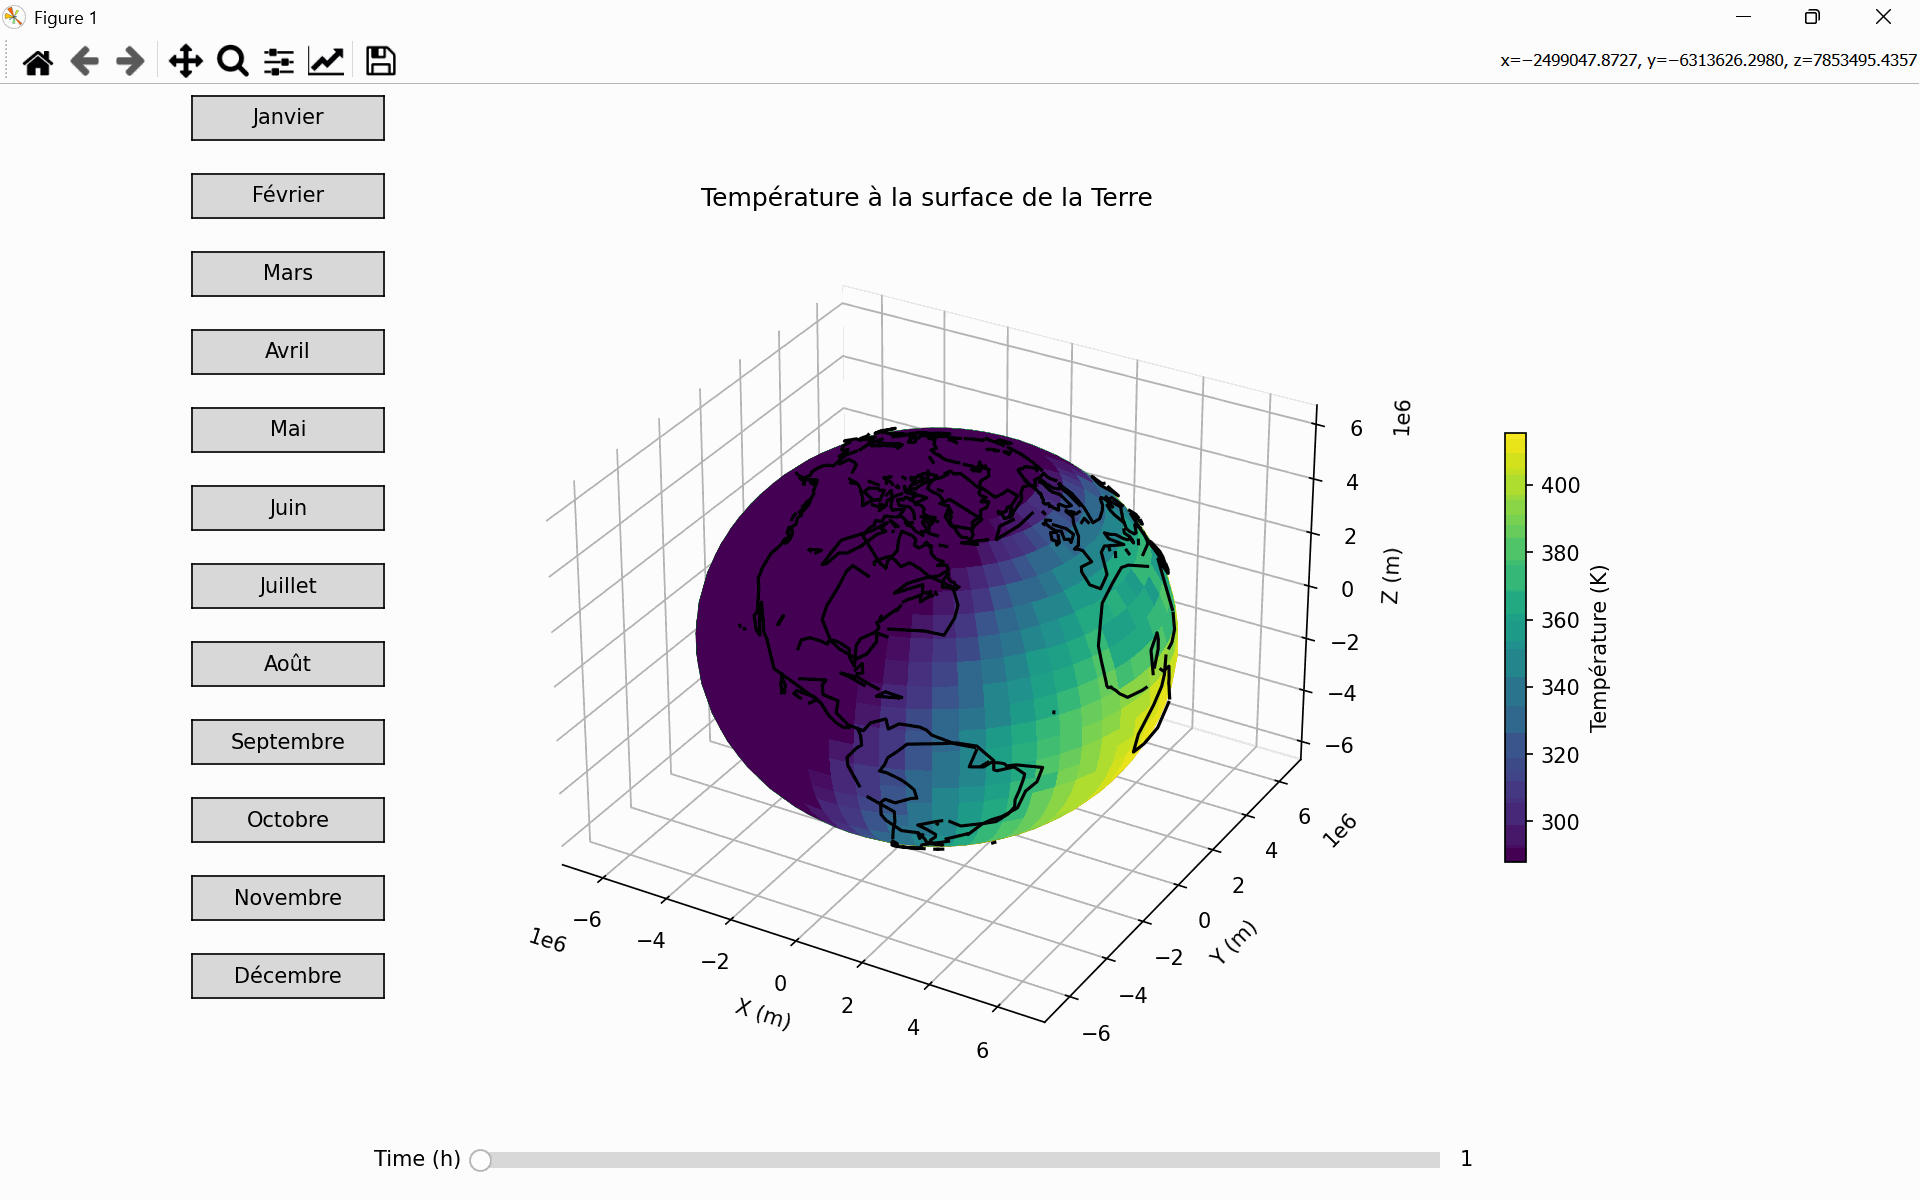 Figure 1
x=−2499047.8727, y=−6313626.2980, z=7853495.4357
Janvier
Février
Mars
Avril
Mai
Juin
Juillet
Août
Septembre
Octobre
Novembre
Décembre
Température à la surface de la Terre
1e6
6
4
2
0
−2
−4
−6
Z (m)
1e6
6
4
2
0
−2
−4
−6
Y (m)
1e6
−6
−4
−2
0
2
4
6
X (m)
400
380
360
340
320
300
Température (K)
Time (h)
1